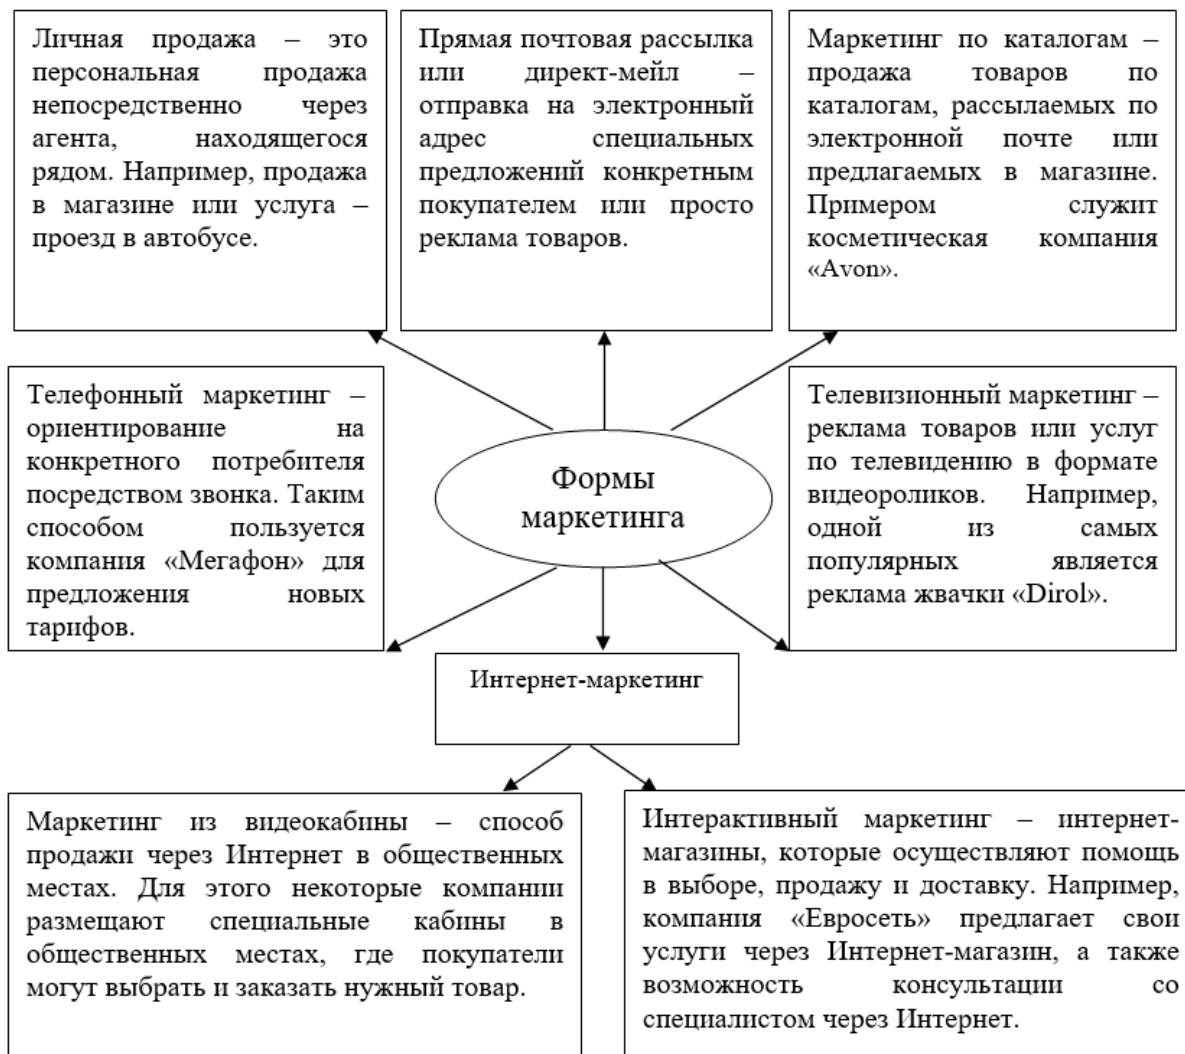 Личная продажа – это
персональная продажа
непосредственно через
агента, находящегося
рядом. Например, продажа
в магазине или услуга –
проезд в автобусе.
Прямая почтовая рассылка
или директ-мейл –
отправка на электронный
адрес специальных
предложений конкретным
покупателем или просто
реклама товаров.
Маркетинг по каталогам –
продажа товаров по
каталогам, рассылаемых по
электронной почте или
предлагаемых в магазине.
Примером служит
косметическая компания
«Avon».
Телефонный маркетинг –
ориентирование на
конкретного потребителя
посредством звонка. Таким
способом пользуется
компания «Мегафон» для
предложения новых
тарифов.
Формы
маркетинга
Телевизионный маркетинг –
реклама товаров или услуг
по телевидению в формате
видеороликов. Например,
одной из самых
популярных является
реклама жвачки «Dirol».
Интернет-маркетинг
Маркетинг из видеокабины – способ
продажи через Интернет в общественных
местах. Для этого некоторые компании
размещают специальные кабины в
общественных местах, где покупатели
могут выбрать и заказать нужный товар.
Интерактивный маркетинг – интернет-
магазины, которые осуществляют помощь
в выборе, продажу и доставку. Например,
компания «Евросеть» предлагает свои
услуги через Интернет-магазин, а также
возможность консультации со
специалистом через Интернет.